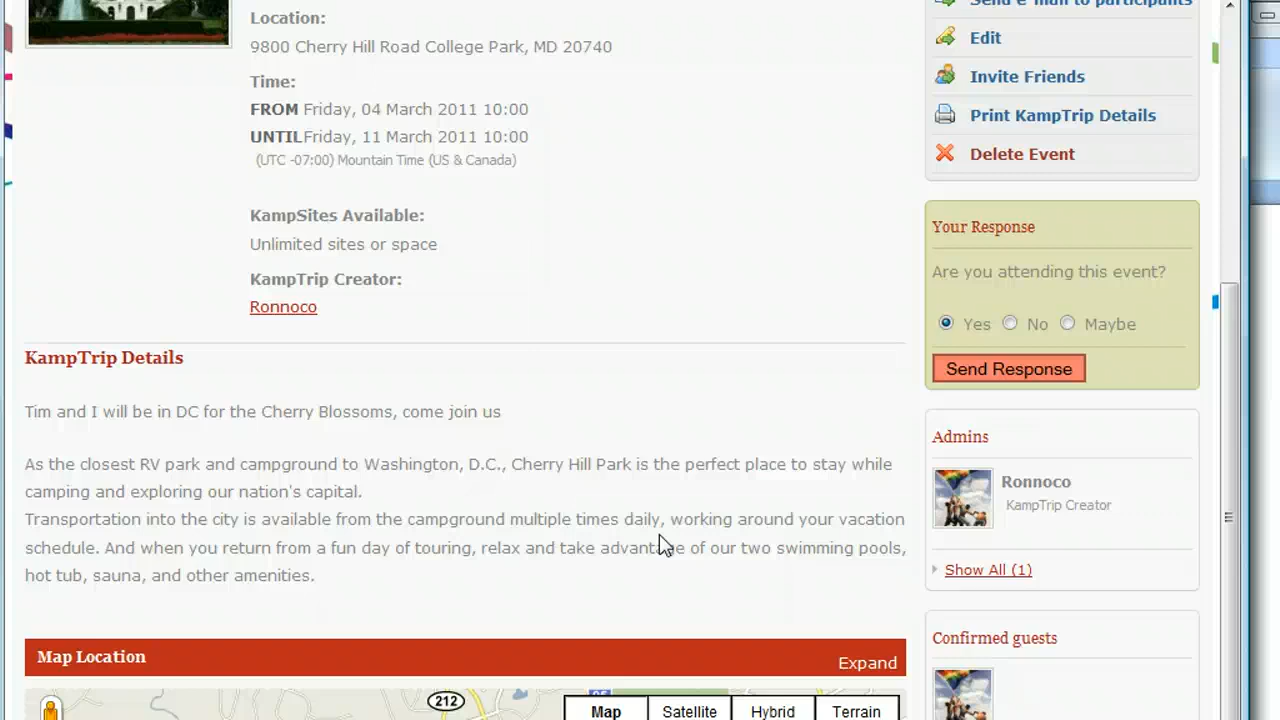 Location:
9800 Cherry Hill Road College Park, MD 20740
Time:
FROM Friday, 04 March 2011 10:00
UNTILFriday, 11 March 2011 10:00
(UTC -07:00) Mountain Time (US & Canada)
KampSites Available:
Unlimited sites or space
KampTrip Creator:
Ronnoco
KampTrip Details
Tim and I will be in DC for the Cherry Blossoms, come join us
As the closest RV park and campground to Washington, D.C., Cherry Hill Park is the perfect place to stay while
camping and exploring our nation's capital.
Transportation into the city is available from the campground multiple times daily, working around your vacation
schedule. And when you return from a fun day of touring, relax and take advantage of our two swimming pools,
hot tub, sauna, and other amenities.
Map Location
Expand
212
95
Map
Satellite
Hybrid
Terrain
Send e-mail to participants
Edit
Invite Friends
Print KampTrip Details
Delete Event
Your Response
Are you attending this event?
Yes No Maybe
Send Response
Admins
Ronnoco
KampTrip Creator
Show All (1)
Confirmed guests